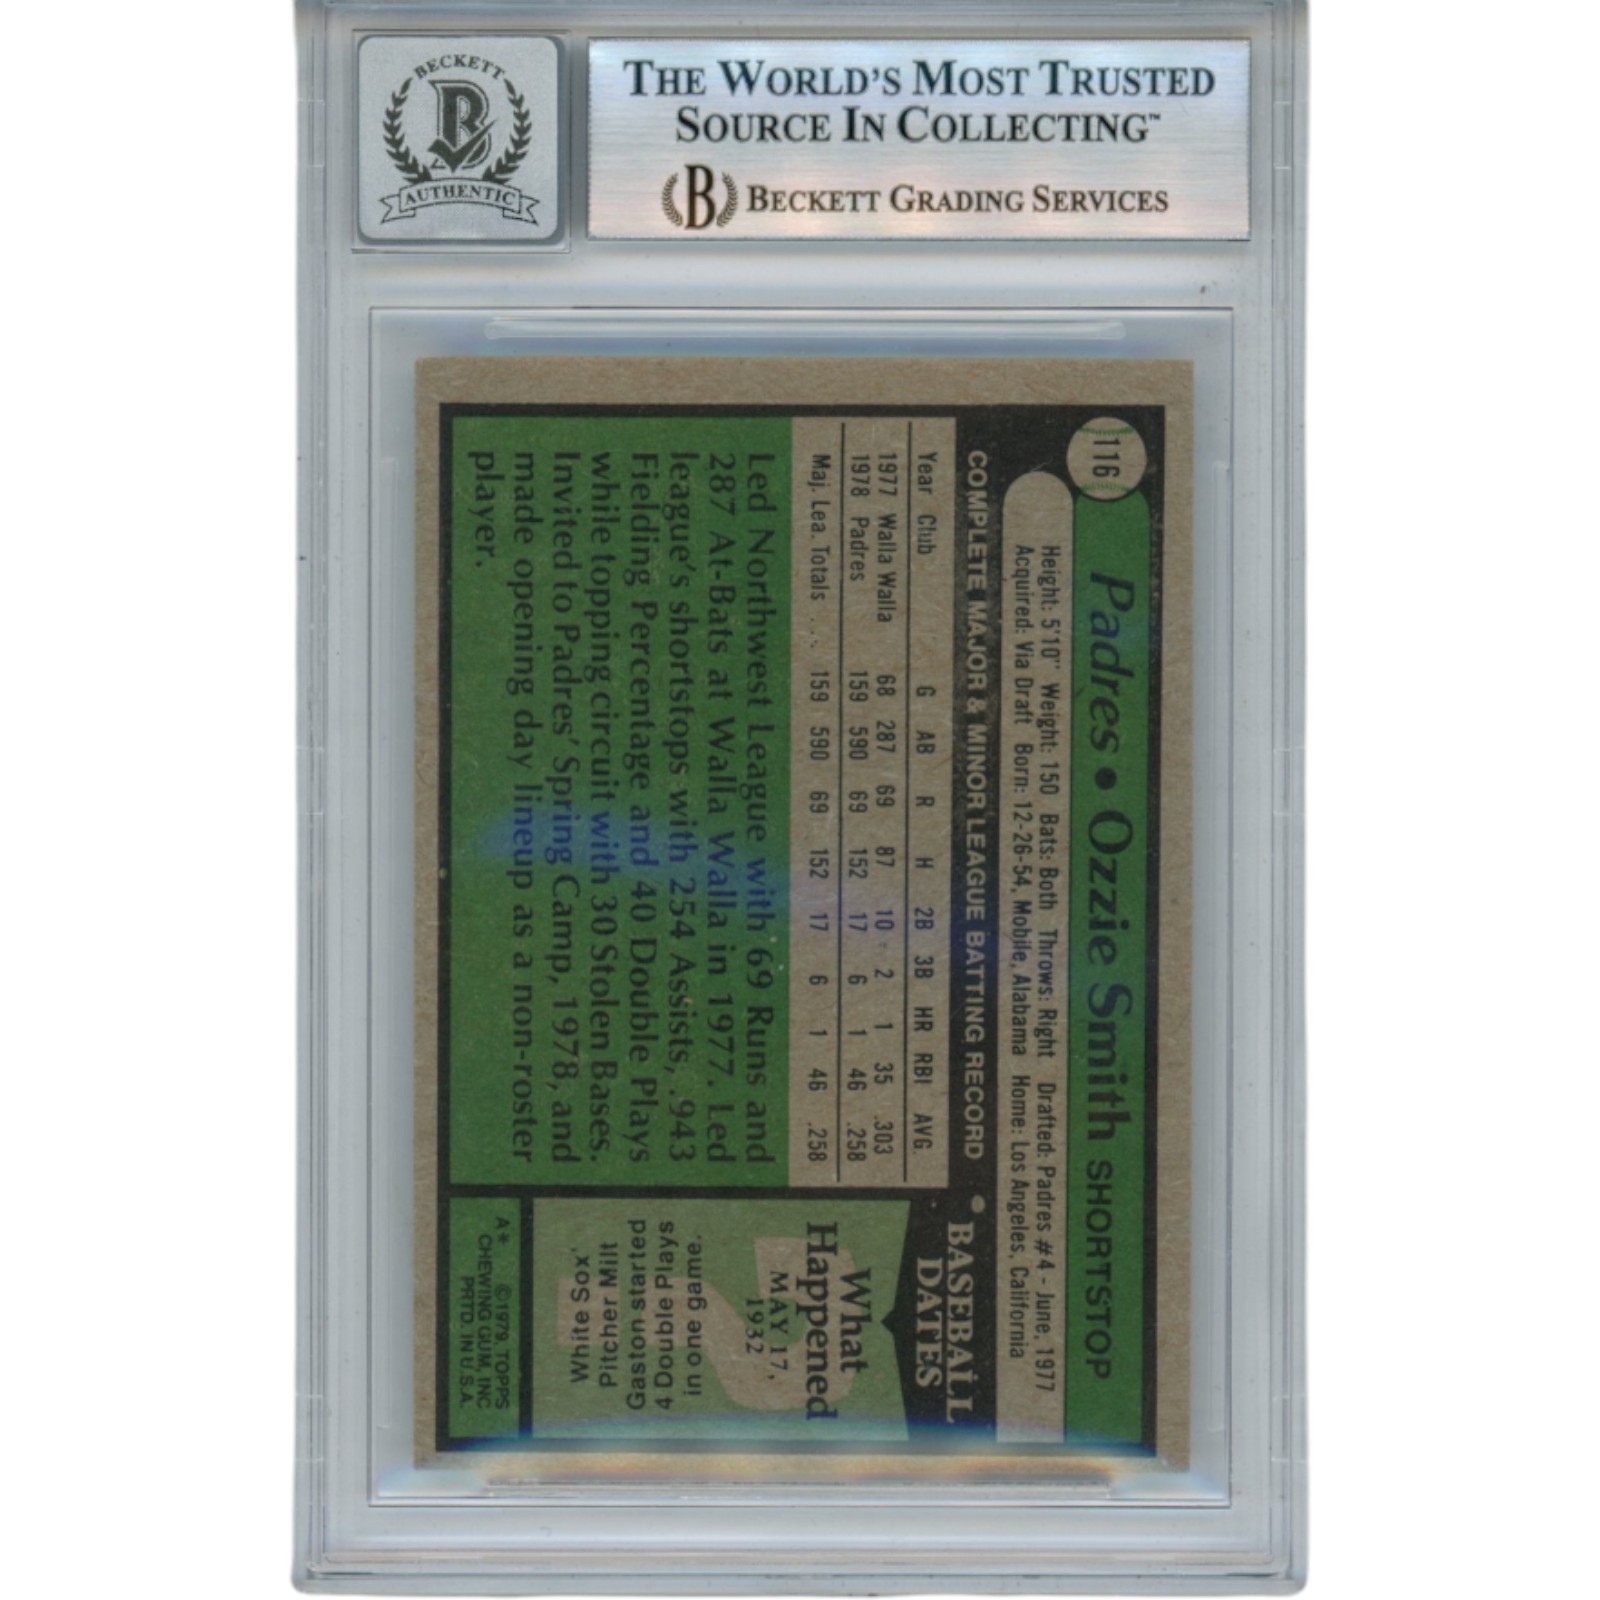 BECKETT
B
AUTHENTIC
THE WORLD'S MOST TRUSTED
SOURCE IN COLLECTING™
B BECKETT GRADING SERVICES
116
Padres • Ozzie Smith SHORTSTOP
Height: 5'10" Weight: 150 Bats: Both Throws: Right Drafted: Padres #4 - June, 1977
Acquired: Via Draft Born: 12-26-54, Mobile, Alabama Home: Los Angeles, California
COMPLETE MAJOR & MINOR LEAGUE BATTING RECORD
Year Club G AB R H 2B 3B HR RBI AVG.
1977 Walla Walla 68 287 69 87 10 2 1 35 .303
1978 Padres 159 590 69 152 17 6 1 46 .258
Maj. Lea. Totals ... 159 590 69 152 17 6 1 46 .258
Led Northwest League with 69 Runs and
287 At-Bats at Walla Walla in 1977. Led
league's shortstops with 254 Assists, .943
Fielding Percentage and 40 Double Plays
while topping circuit with 30 Stolen Bases.
Invited to Padres' Spring Camp, 1978, and
made opening day lineup as a non-roster
player.
• BASEBALL
DATES
What
Happened
MAY 17,
1932
White Sox'
Pitcher Milt
Gaston started
4 Double Plays
in one game.
A* ©1979, TOPPS
CHEWING GUM, INC
PRTD. IN U.S.A.